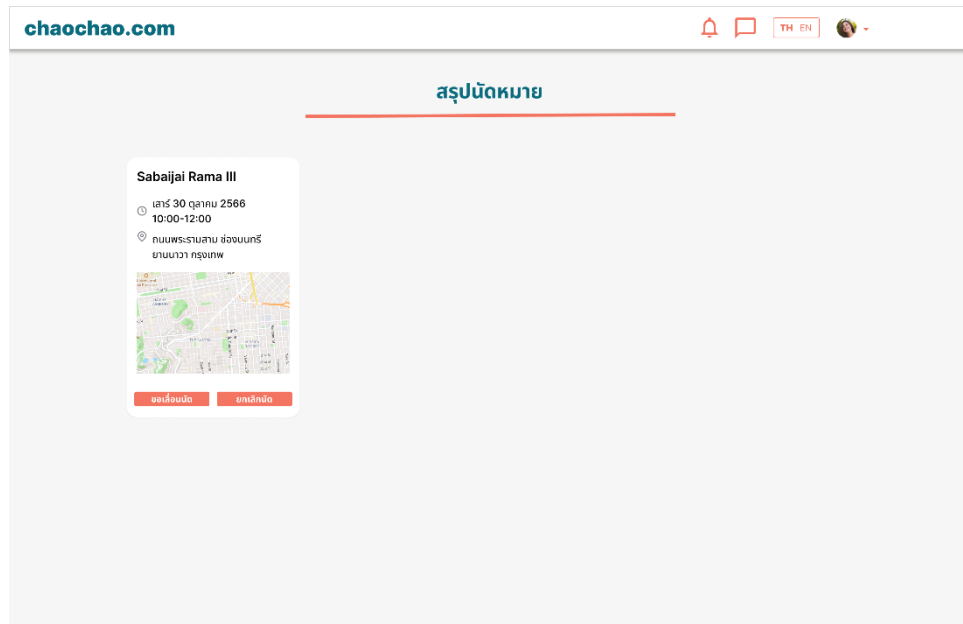 chaochao.com
TH EN
สรุปนัดหมาย
Sabaijai Rama III
เสาร์ 30 ตุลาคม 2566
10:00-12:00
ถนนพระรามสาม ช่องนนทรี
ยานนาวา กรุงเทพ
ขอเลื่อนนัด
ยกเลิกนัด